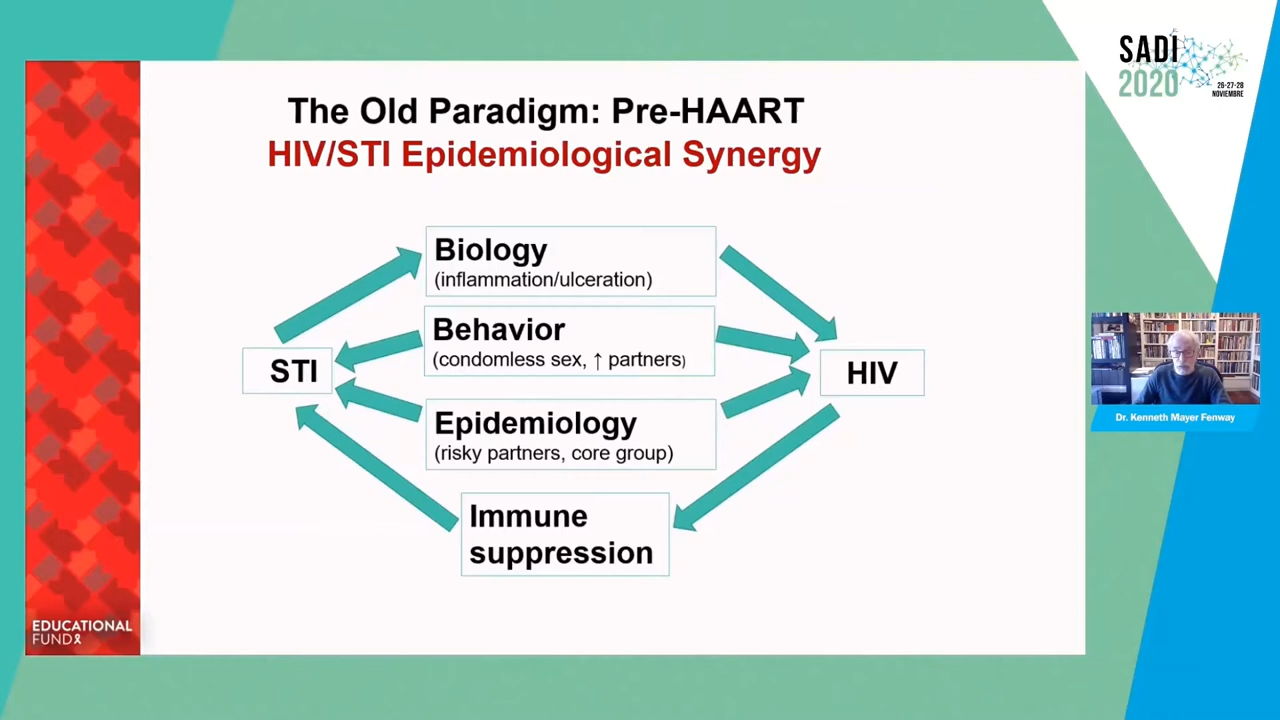 The Old Paradigm: Pre-HAART
HIV/STI Epidemiological Synergy
Biology
(inflammation/ulceration)
Behavior
(condomless sex, ↑ partners)
STI
HIV
Epidemiology
(risky partners, core group)
Immune
suppression
EDUCATIONAL
FUND
SADI
2020
26-27-28
NOVIEMBRE
Dr. Kenneth Mayer Fenway